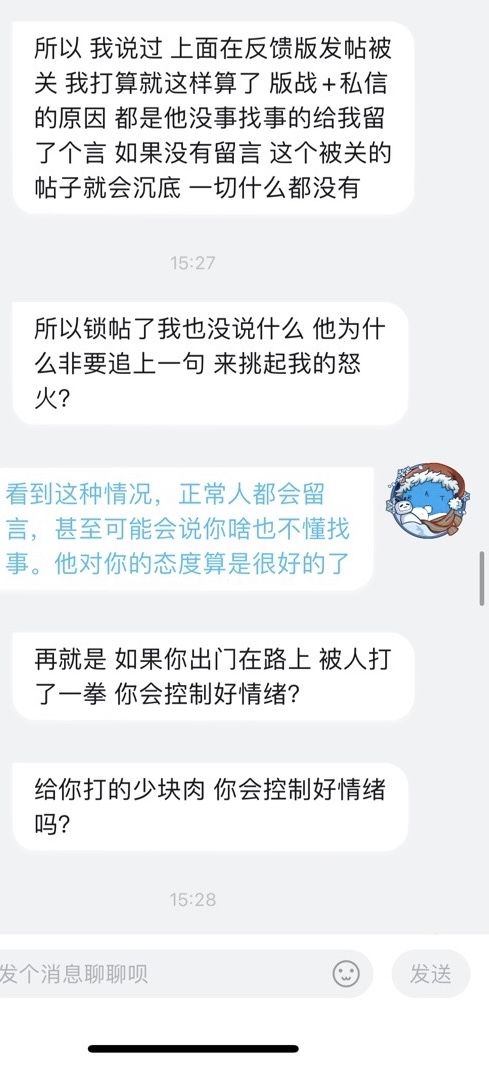 所以 我说过 上面在反馈版发帖被
关 我打算就这样算了 版战+私信
的原因 都是他没事找事的给我留
了个言 如果没有留言 这个被关的
帖子就会沉底 一切什么都没有
15:27
所以锁帖了我也没说什么 他为什
么非要追上一句 来挑起我的怒
火?
看到这种情况，正常人都会留
言，甚至可能会说你啥也不懂找
事。他对你的态度算是很好的了
再就是 如果你出门在路上 被人打
了一拳 你会控制好情绪?
给你打的少块肉 你会控制好情绪
吗?
15:28
发个消息聊聊呗
发送